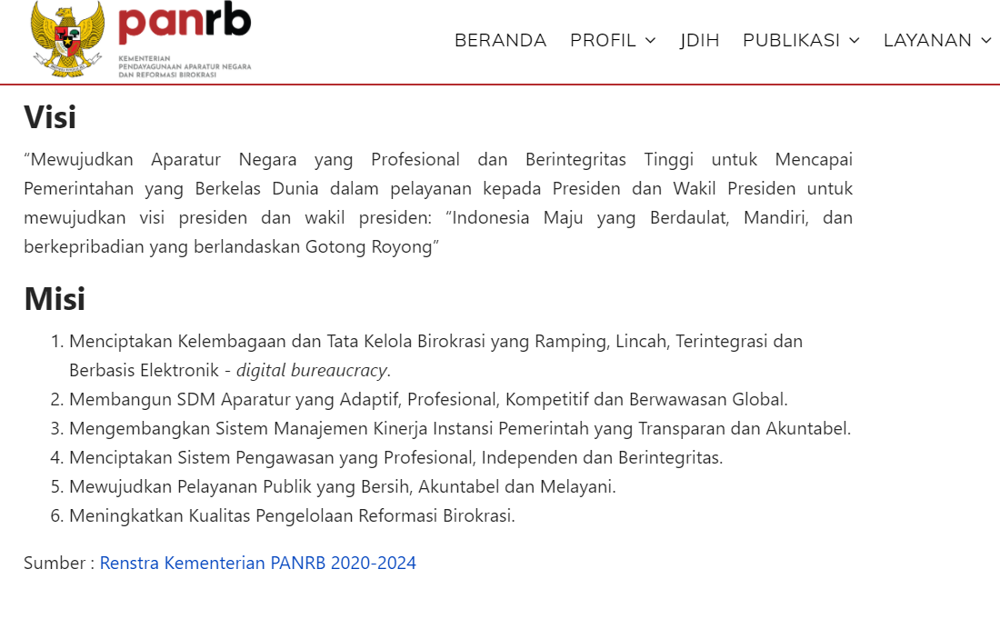 panrb
KEMENTERIAN
PENDAYAGUNAAN APARATUR NEGARA
DAN REFORMASI BIROKRASI
BERANDA PROFIL JDIH PUBLIKASI LAYANAN
Visi
“Mewujudkan Aparatur Negara yang Profesional dan Berintegritas Tinggi untuk Mencapai
Pemerintahan yang Berkelas Dunia dalam pelayanan kepada Presiden dan Wakil Presiden untuk
mewujudkan visi presiden dan wakil presiden: “Indonesia Maju yang Berdaulat, Mandiri, dan
berkepribadian yang berlandaskan Gotong Royong”
Misi
1. Menciptakan Kelembagaan dan Tata Kelola Birokrasi yang Ramping, Lincah, Terintegrasi dan
Berbasis Elektronik - digital bureaucracy.
2. Membangun SDM Aparatur yang Adaptif, Profesional, Kompetitif dan Berwawasan Global.
3. Mengembangkan Sistem Manajemen Kinerja Instansi Pemerintah yang Transparan dan Akuntabel.
4. Menciptakan Sistem Pengawasan yang Profesional, Independen dan Berintegritas.
5. Mewujudkan Pelayanan Publik yang Bersih, Akuntabel dan Melayani.
6. Meningkatkan Kualitas Pengelolaan Reformasi Birokrasi.
Sumber : Renstra Kementerian PANRB 2020-2024